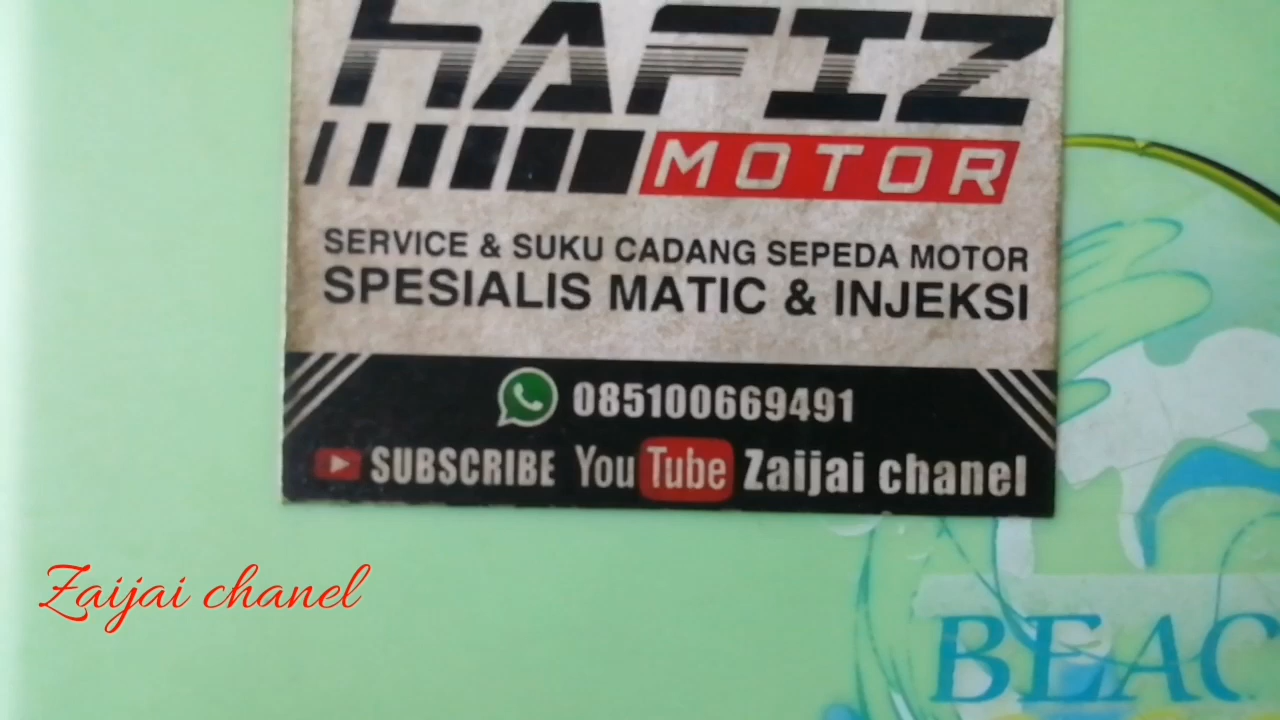 HAFIZ
MOTOR
SERVICE & SUKU CADANG SEPEDA MOTOR
SPESIALIS MATIC & INJEKSI
085100669491
SUBSCRIBE YouTube Zaijai chanel
Zaijai chanel
BEAC